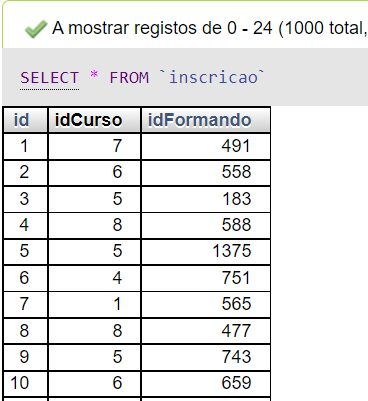 A mostrar registos de 0 - 24 (1000 total,
SELECT * FROM `inscricao`
id idCurso idFormando
1 7 491
2 6 558
3 5 183
4 8 588
5 5 1375
6 4 751
7 1 565
8 8 477
9 5 743
10 6 659